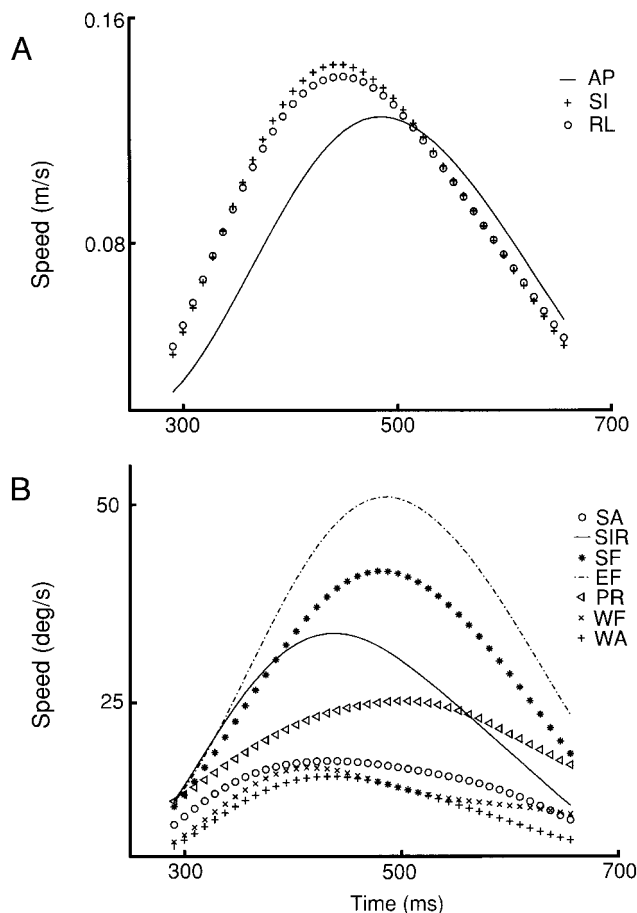 A
0.16
0.08
Speed (m/s)
AP
SI
RL
300
500
700
B
50
25
Speed (deg/s)
SA
SIR
SF
EF
PR
WF
WA
300
500
700
Time (ms)